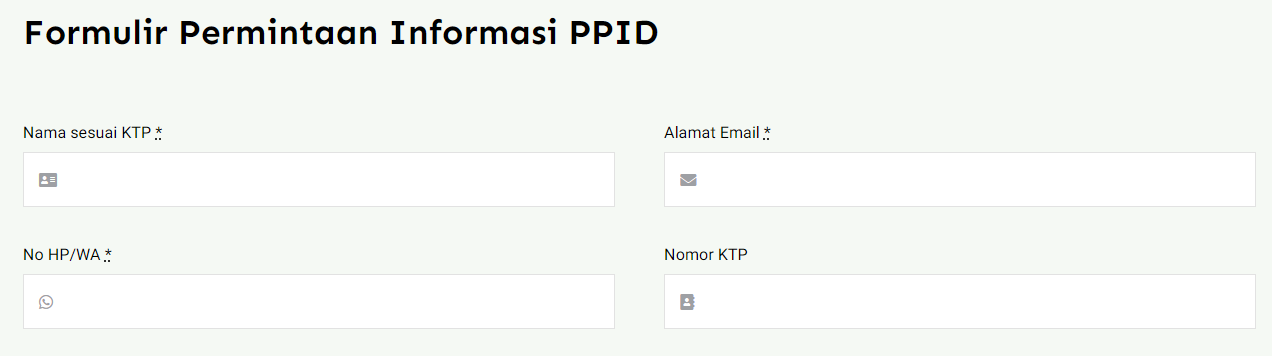 Formulir Permintaan Informasi PPID
Nama sesuai KTP *
Alamat Email *
No HP/WA *
Nomor KTP